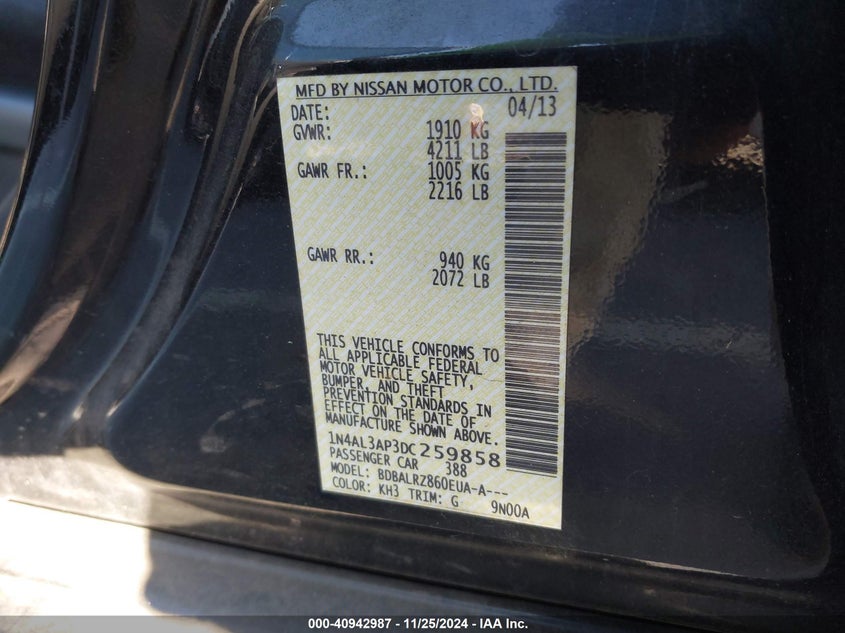 MFD BY NISSAN MOTOR CO., LTD.
DATE: 04/13
GVWR: 1910 KG
4211 LB
GAWR FR.: 1005 KG
2216 LB
GAWR RR.: 940 KG
2072 LB
THIS VEHICLE CONFORMS TO
ALL APPLICABLE FEDERAL
MOTOR VEHICLE SAFETY,
BUMPER, AND THEFT
PREVENTION STANDARDS IN
EFFECT ON THE DATE OF
MANUFACTURE SHOWN ABOVE.
1N4AL3AP3DC259858
PASSENGER CAR 388
MODEL: BDBALRZ860EUA-A---
COLOR: KH3 TRIM: G 9N00A
000-40942987 - 11/25/2024 - IAA Inc.